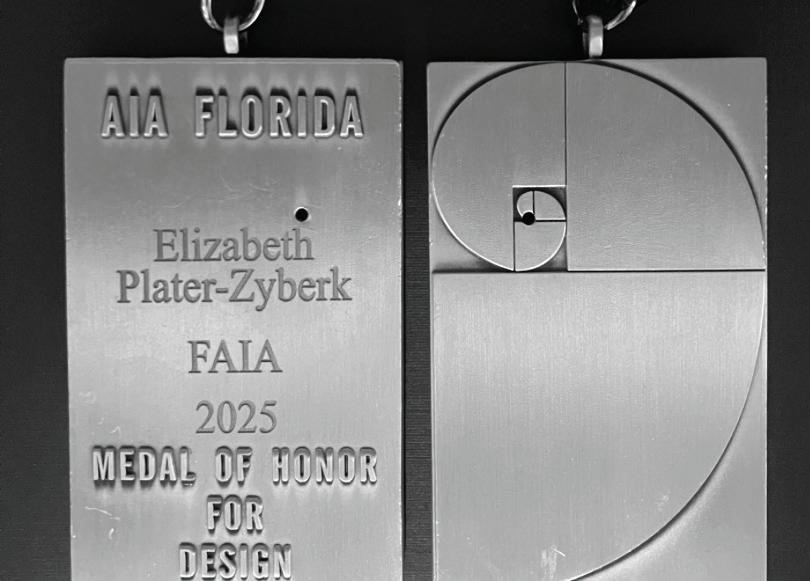 AIA FLORIDA
Elizabeth
Plater-Zyberk
FAIA
2025
MEDAL OF HONOR
FOR
DESIGN